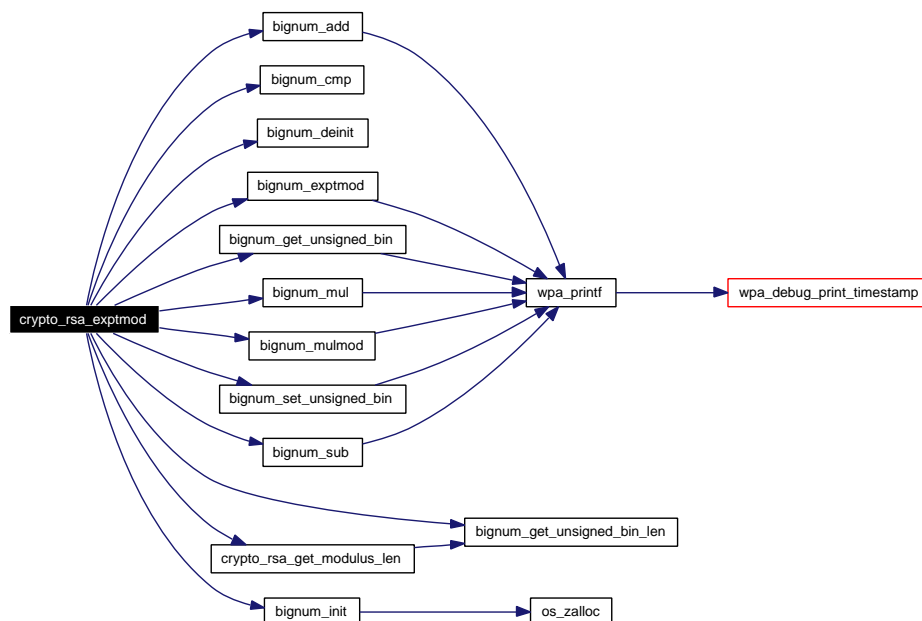 bignum_add
bignum_cmp
bignum_deinit
bignum_exptmod
bignum_get_unsigned_bin
bignum_mul
wpa_printf
wpa_debug_print_timestamp
crypto_rsa_exptmod
bignum_mulmod
bignum_set_unsigned_bin
bignum_sub
bignum_get_unsigned_bin_len
crypto_rsa_get_modulus_len
bignum_init
os_zalloc